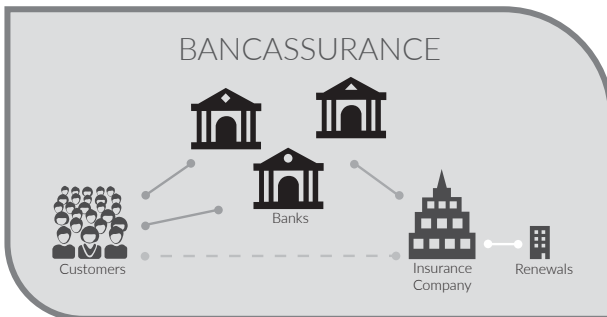 BANCASSURANCE
Banks
Customers
Insurance
Company
Renewals